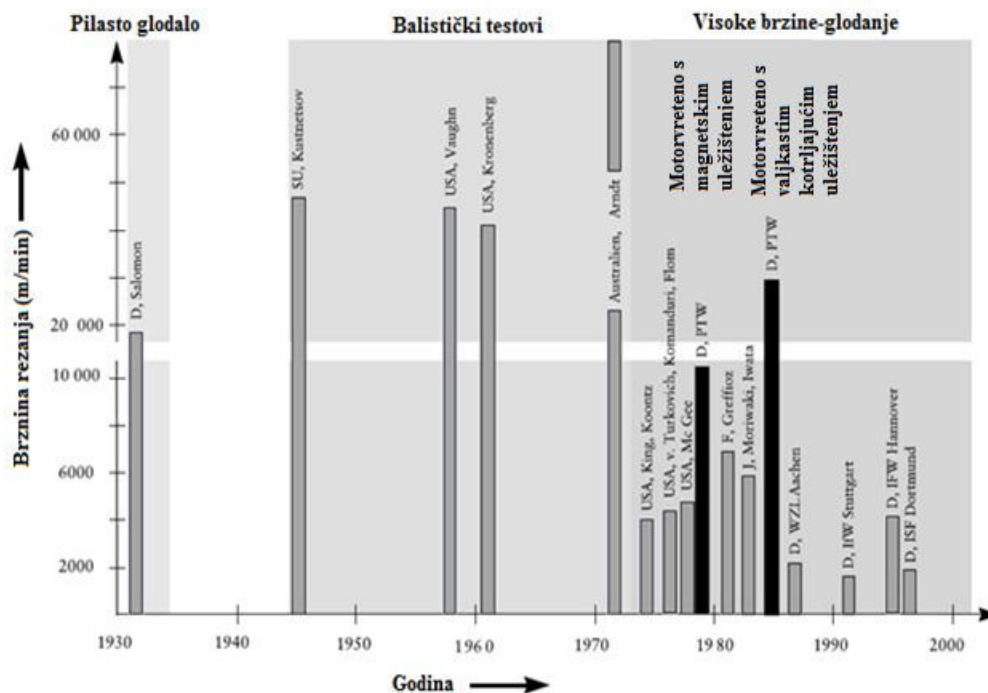 Pilasto glodalo
Balistički testovi
Visoke brzine-glodanje
Motorvreteno s
magnetskim
uležištenjem
Motorvreteno s
valjkastim
kotrljajućim
uležištenjem
Brznina rezanja (m/min)
60 000
20 000
10 000
6000
2000
D, Salomon
SU, Kustnetsov
USA, Vaughn
USA, Kronenberg
Australien, Arndt
USA, King, Koontz
USA, v. Turkovich, Komanduri, Flom
USA, Mc Gee
D, PTW
F, Greffioz
J, Moriwaki, Iwata
D, PTW
D, WZL Aachen
D, IfW Stuttgart
D, IFW Hannover
D, ISF Dortmund
1930
1940
1950
1960
1970
1980
1990
2000
Godina